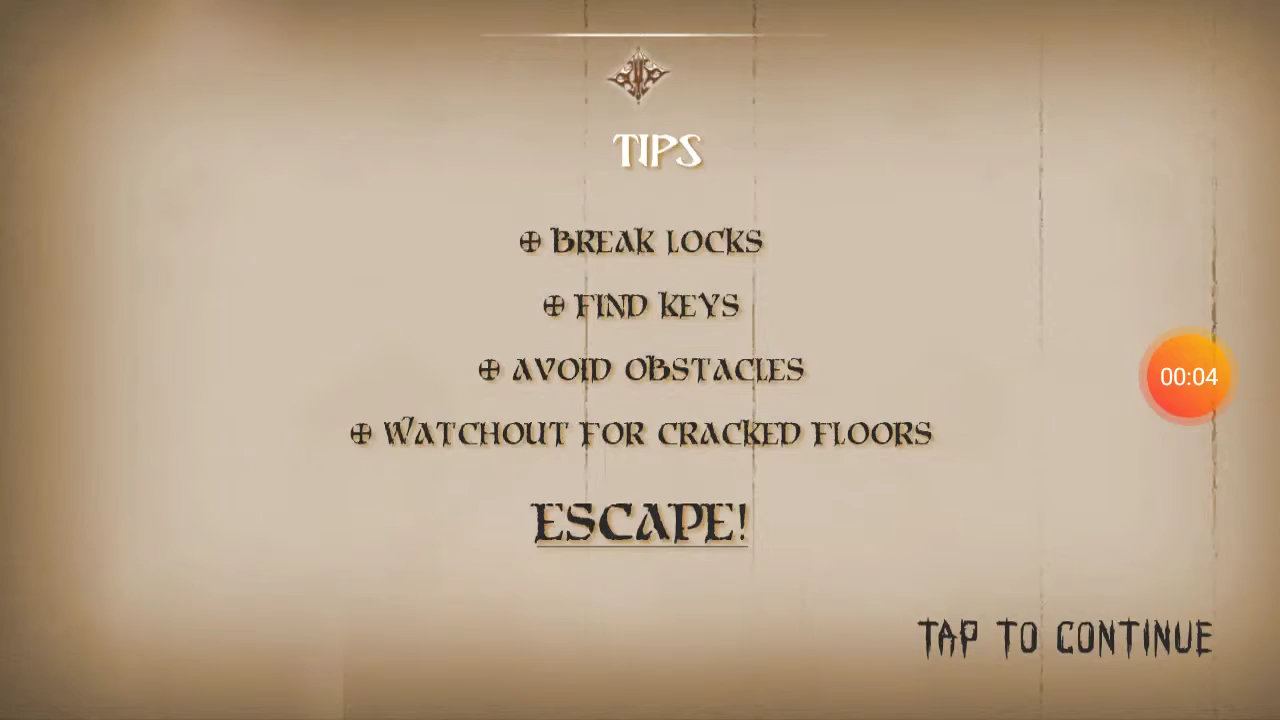 TIPS
⊕ BREAK LOCKS
⊕ FIND KEYS
⊕ AVOID OBSTACLES
⊕ WATCHOUT FOR CRACKED FLOORS
00:04
ESCAPE!
TAP TO CONTINUE